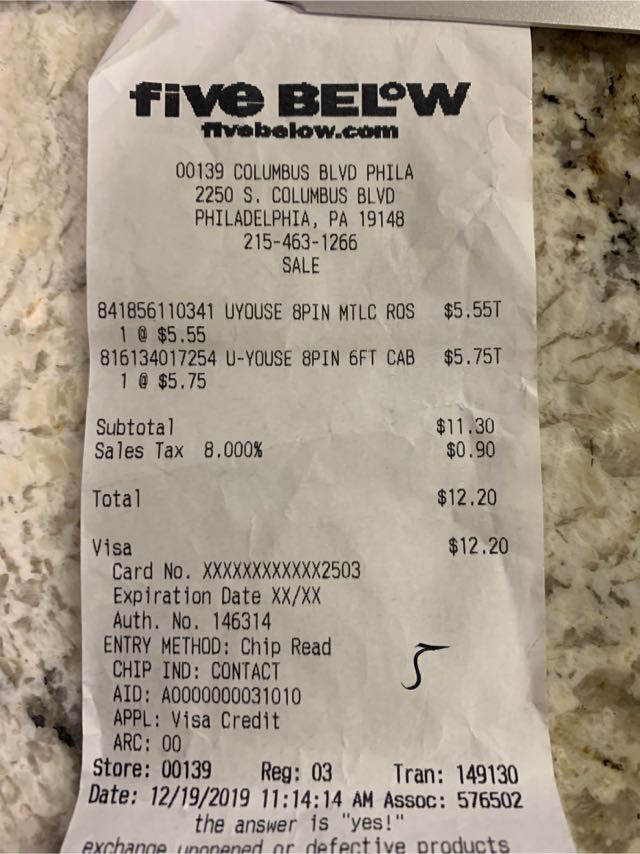 five BELOW
fivebelow.com
00139 COLUMBUS BLVD PHILA
2250 S. COLUMBUS BLVD
PHILADELPHIA, PA 19148
215-463-1266
SALE
841856110341 UYOUSE 8PIN MTLC ROS $5.55T
1 @ $5.55
816134017254 U-YOUSE 8PIN 6FT CAB $5.75T
1 @ $5.75
Subtotal $11.30
Sales Tax 8.000% $0.90
Total $12.20
Visa $12.20
Card No. XXXXXXXXXXXX2503
Expiration Date XX/XX
Auth. No. 146314
ENTRY METHOD: Chip Read
CHIP IND: CONTACT
AID: A0000000031010
APPL: Visa Credit
ARC: 00
Store: 00139 Reg: 03 Tran: 149130
Date: 12/19/2019 11:14:14 AM Assoc: 576502
the answer is "yes!"
exchange unopened or defective products